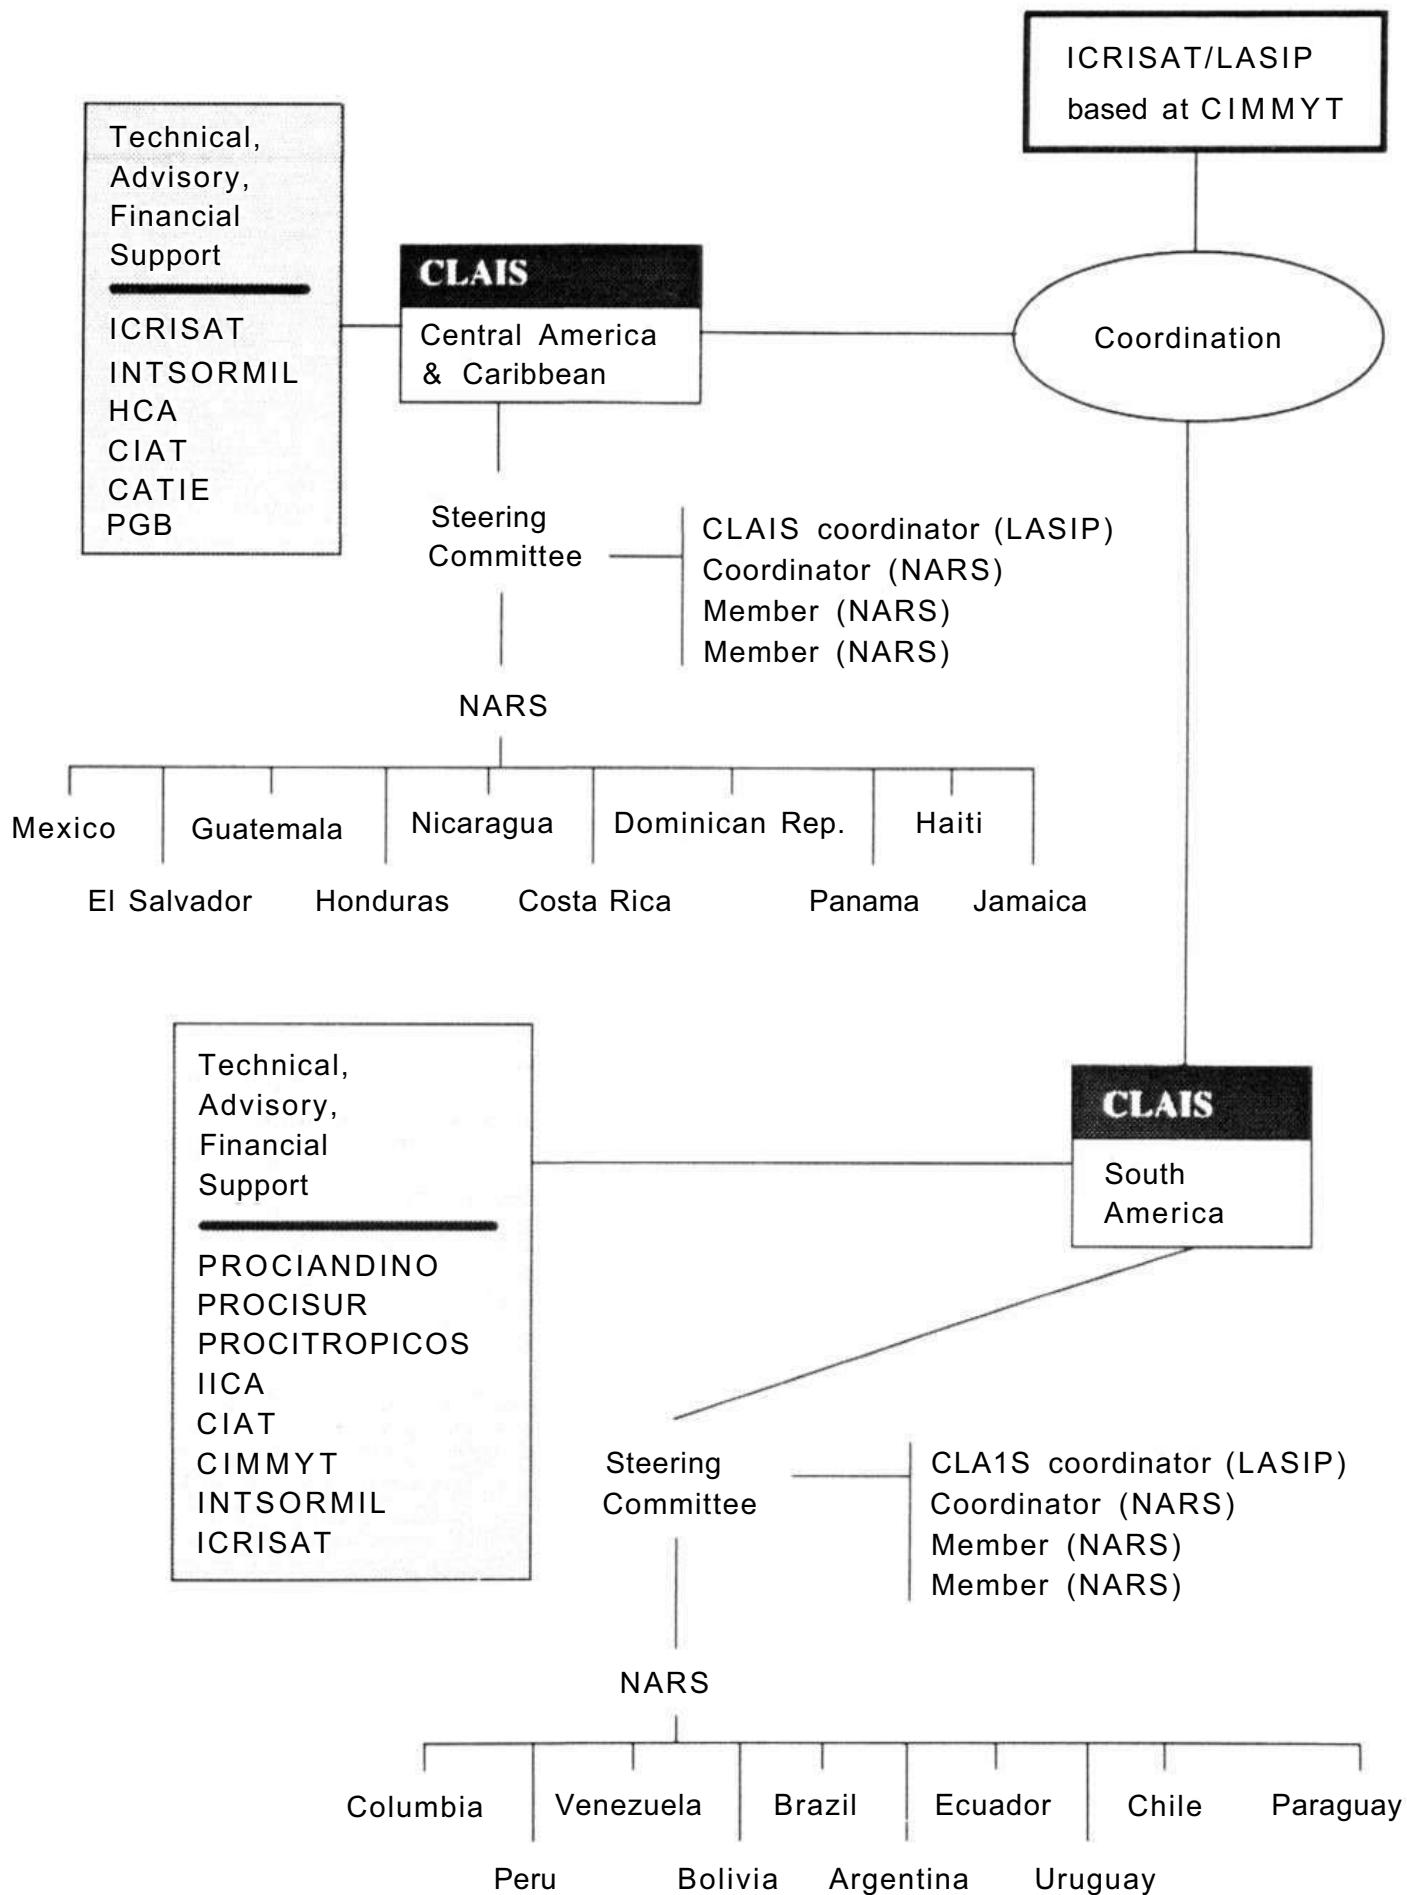 ICRISAT/LASIP
based at CIMMYT
Technical,
Advisory,
Financial
Support
ICRISAT
INTSORMIL
HCA
CIAT
CATIE
PGB
CLAIS
Central America
& Caribbean
Coordination
Steering
Committee
CLAIS coordinator (LASIP)
Coordinator (NARS)
Member (NARS)
Member (NARS)
NARS
Mexico
Guatemala
Nicaragua
Dominican Rep.
Haiti
El Salvador
Honduras
Costa Rica
Panama
Jamaica
Technical,
Advisory,
Financial
Support
PROCIANDINO
PROCISUR
PROCITROPICOS
IICA
CIAT
CIMMYT
INTSORMIL
ICRISAT
CLAIS
South
America
Steering
Committee
CLA1S coordinator (LASIP)
Coordinator (NARS)
Member (NARS)
Member (NARS)
NARS
Columbia
Venezuela
Brazil
Ecuador
Chile
Paraguay
Peru
Bolivia
Argentina
Uruguay